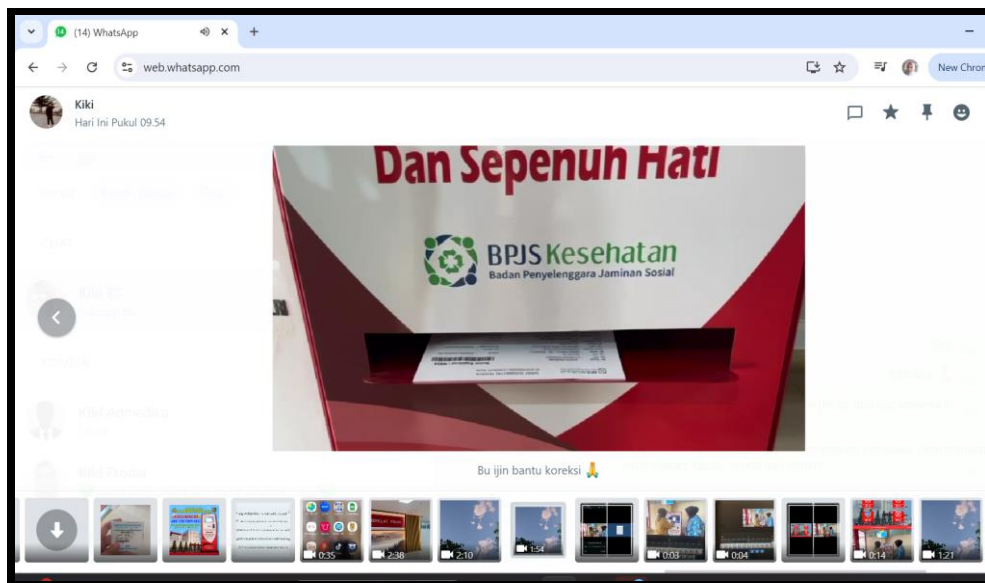 (14) WhatsApp
web.whatsapp.com
New Chron
Kiki
Hari Ini Pukul 09.54
Dan Sepenuh Hati
BPJS Kesehatan
Badan Penyelenggara Jaminan Sosial
Bu ijin bantu koreksi 🙏
0:35
2:38
2:10
1:54
0:03
0:04
0:14
1:21